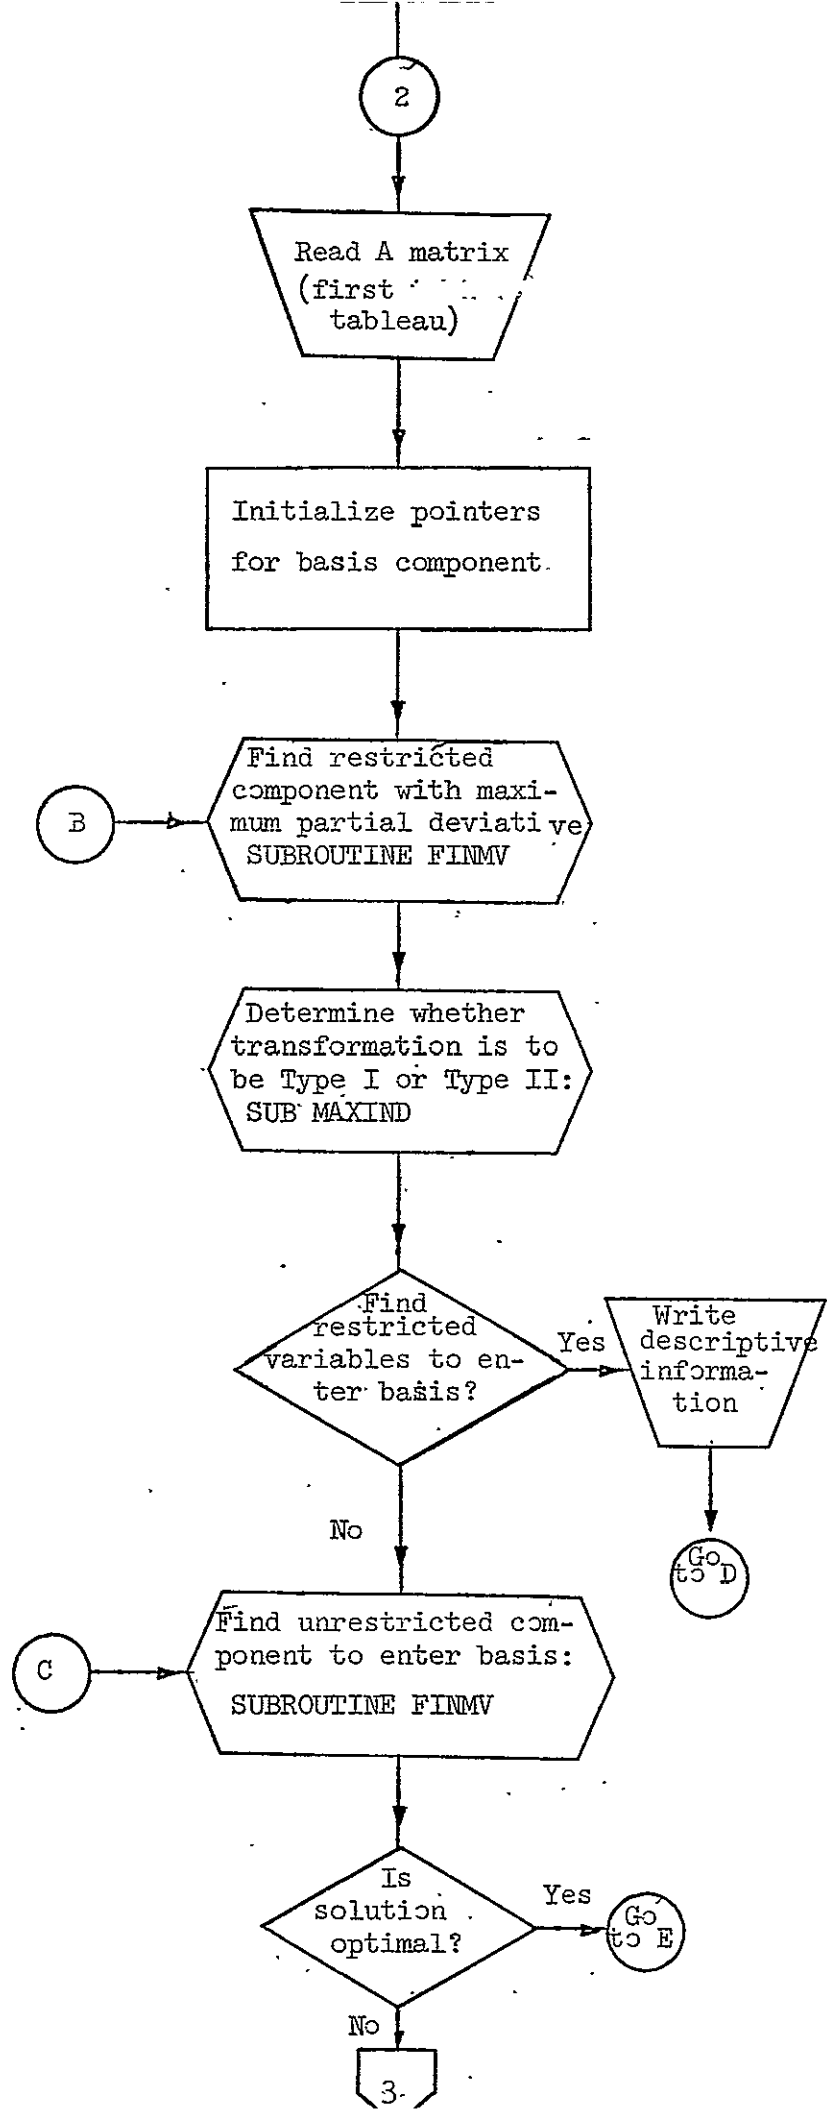 2
Read A matrix
(first
tableau)
Initialize pointers
for basis component
B
Find restricted
component with maxi-
mum partial deviative
SUBROUTINE FINMV
Determine whether
transformation is to
be Type I or Type II:
SUB MAXIND
Find
restricted
variables to en-
ter basis?
Yes
Write
descriptive
informa-
tion
Go
to D
No
C
Find unrestricted com-
ponent to enter basis:
SUBROUTINE FINMV
Is
solution
optimal?
Yes
Go
to E
No
3